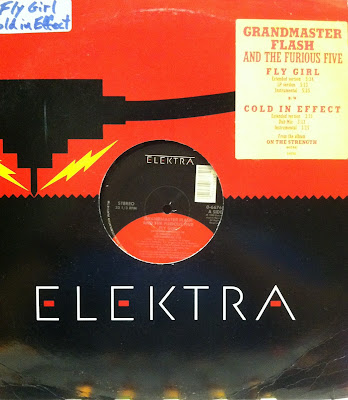 Fly Girl
Cold in Effect
GRANDMASTER
FLASH
AND THE FURIOUS FIVE
FLY GIRL
Extended version
LP version
Instrumental
COLD IN EFFECT
Extended version
Dub Mix
Instrumental
From the album
ON THE STRENGTH
ELEKTRA
STEREO
A SIDE
ELEKTRA